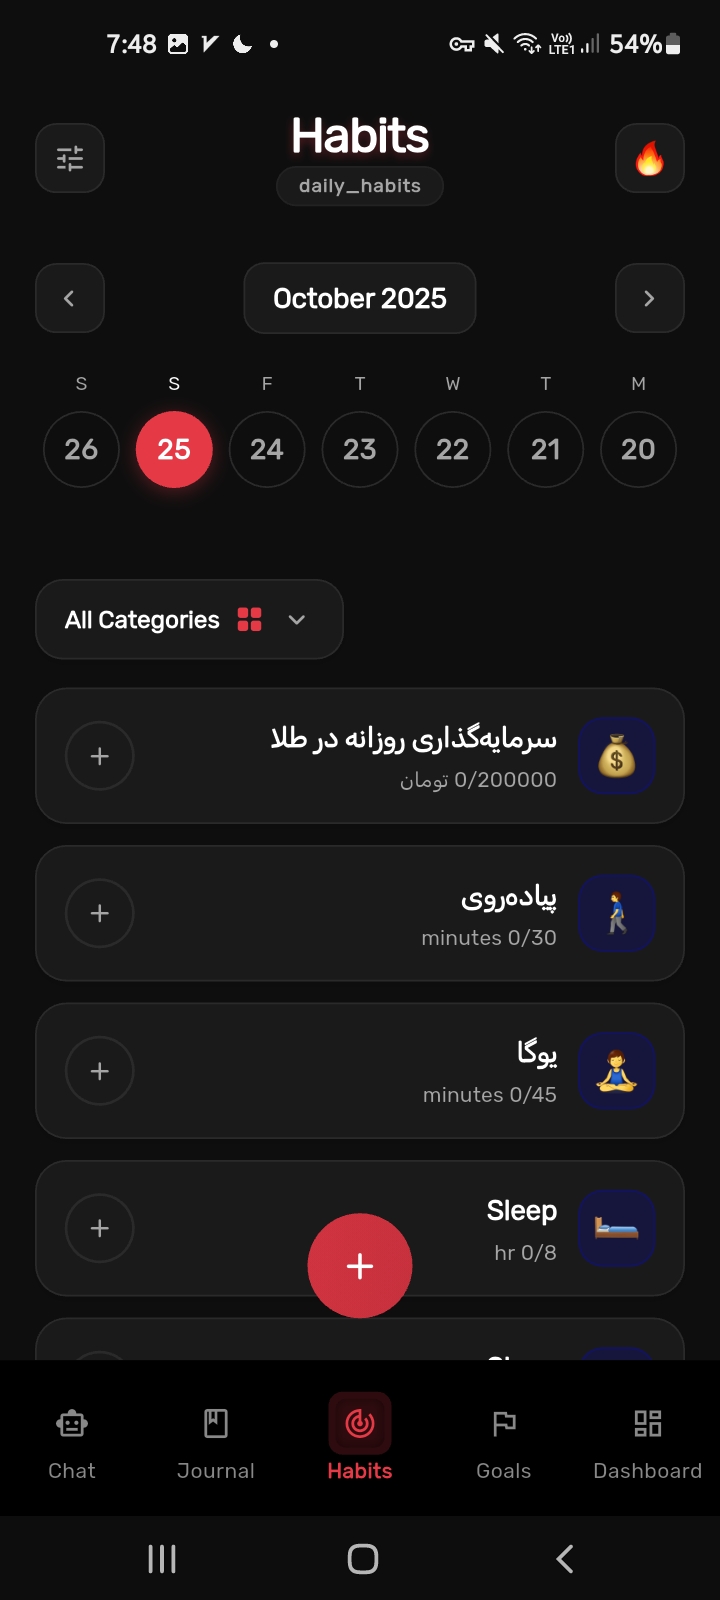 7:48
Vo))
LTE1
54%
Habits
daily_habits
October 2025
S S F T W T M
26 25 24 23 22 21 20
All Categories
سرمایه‌گذاری روزانه در طلا
0/200000 تومان
پیاده‌روی
minutes 0/30
یوگا
minutes 0/45
Sleep
hr 0/8
Chat
Journal
Habits
Goals
Dashboard